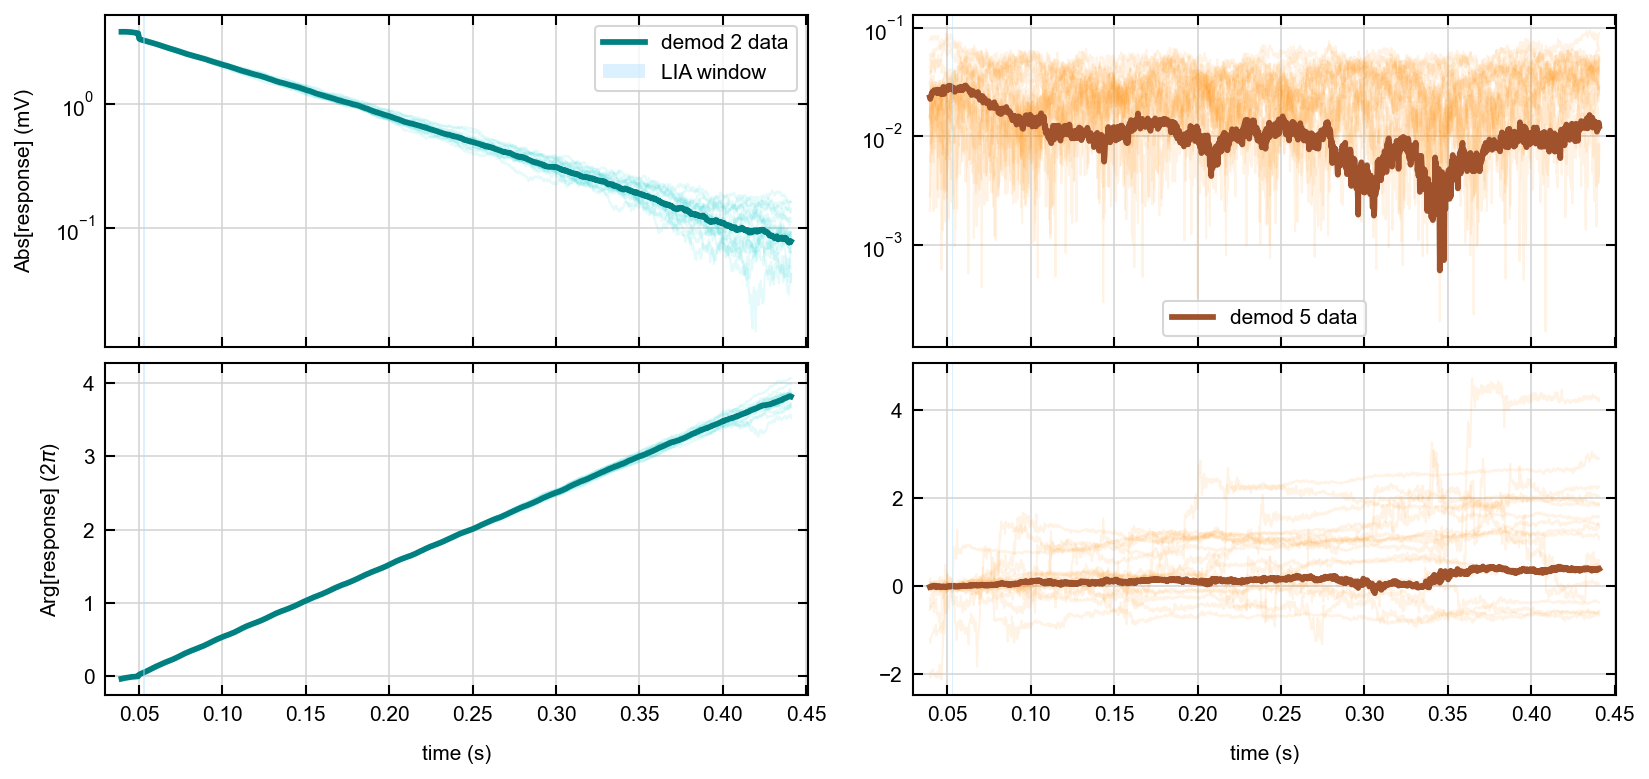 Abs[response] (mV)
10⁰
10⁻¹
demod 2 data
LIA window
10⁻¹
10⁻²
10⁻³
demod 5 data
Arg[response] (2π)
4
3
2
1
0
0.05 0.10 0.15 0.20 0.25 0.30 0.35 0.40 0.45
time (s)
4
2
0
−2
0.05 0.10 0.15 0.20 0.25 0.30 0.35 0.40 0.45
time (s)